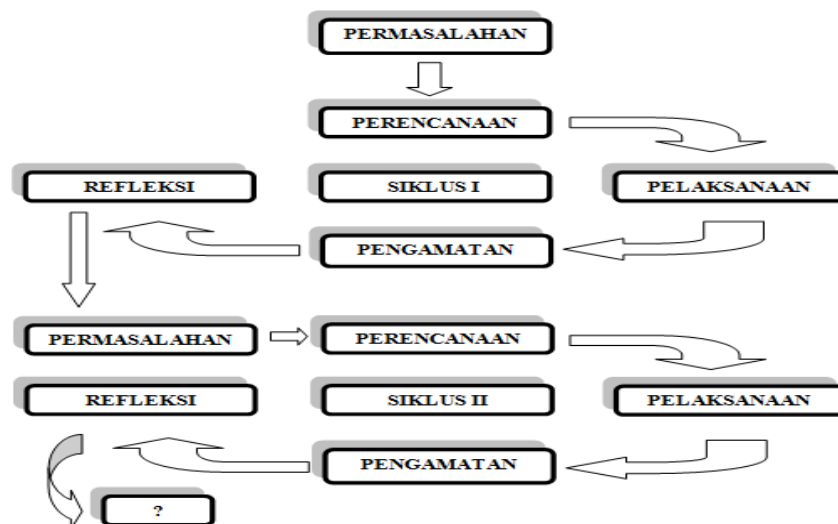 PERMASALAHAN
PERENCANAAN
REFLEKSI
SIKLUS I
PELAKSANAAN
PENGAMATAN
PERMASALAHAN
PERENCANAAN
REFLEKSI
SIKLUS II
PELAKSANAAN
PENGAMATAN
?